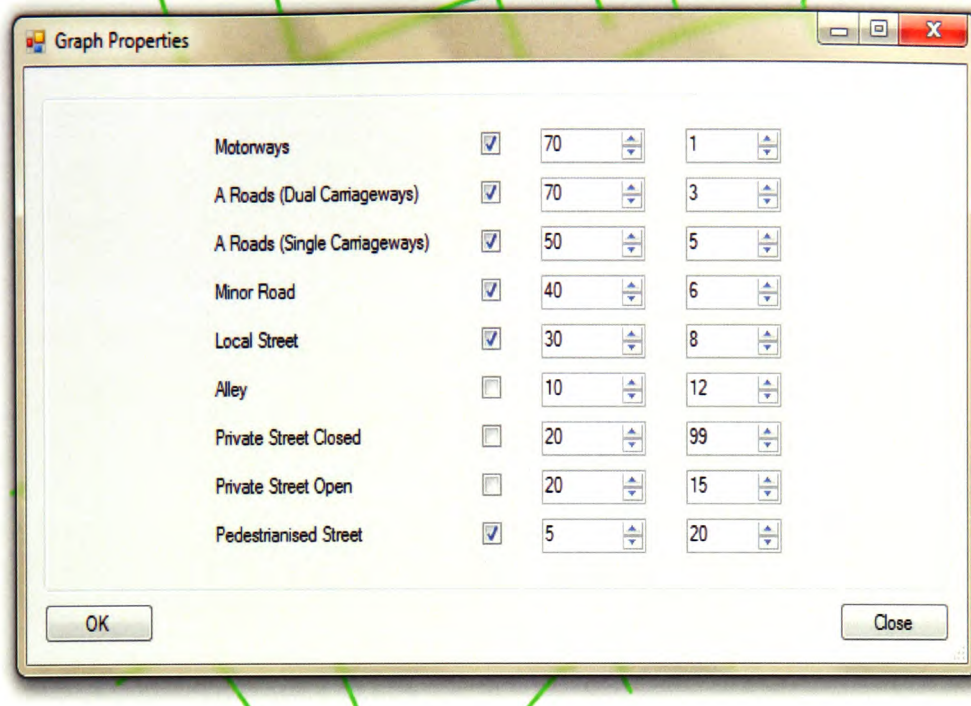 Graph Properties
Motorways 70 1
A Roads (Dual Carriageways) 70 3
A Roads (Single Carriageways) 50 5
Minor Road 40 6
Local Street 30 8
Alley 10 12
Private Street Closed 20 99
Private Street Open 20 15
Pedestrianised Street 5 20
OK Close